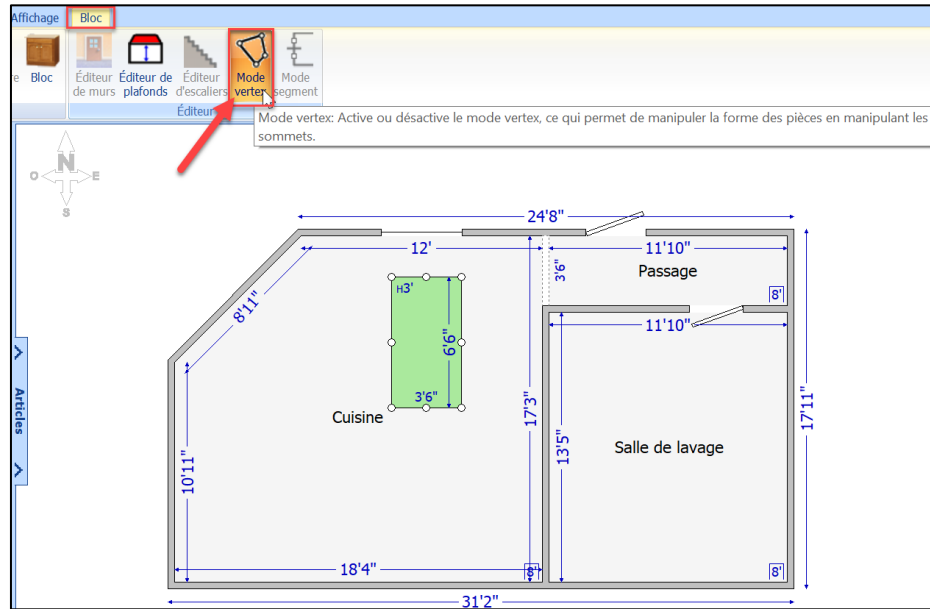 Affichage Bloc
re Bloc Éditeur de murs Éditeur de plafonds Éditeur d'escaliers Mode vertex Mode segment
Éditeur
Mode vertex: Active ou désactive le mode vertex, ce qui permet de manipuler la forme des pièces en manipulant les
sommets.
N
O E
S
24'8"
12' 11'10"
3'6" Passage
H3' 8'
8'11"
11'10"
6'6"
3'6"
Cuisine
17'3"
17'11"
Articles
13'5" Salle de lavage
10'11"
18'4" 8' 8'
31'2"